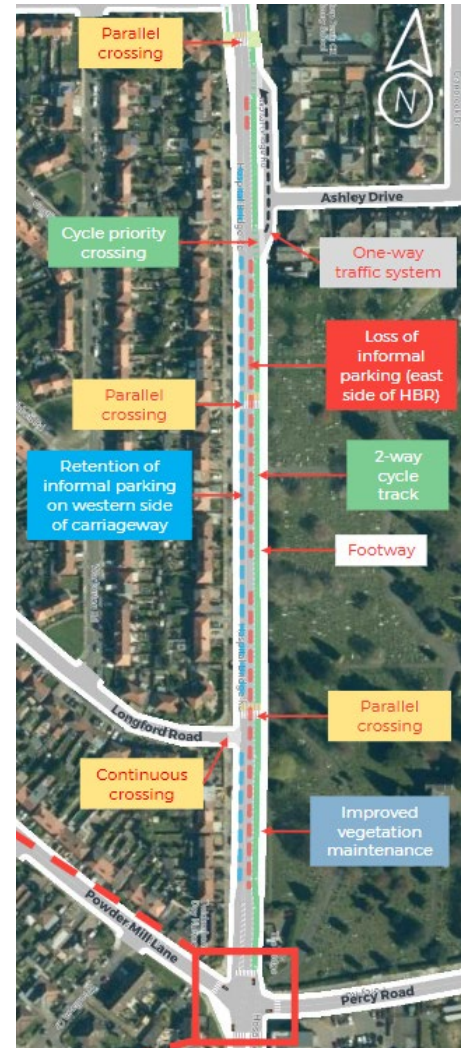 Parallel
crossing
N
Ashley Drive
Cycle priority
crossing
One-way
traffic system
Loss of
informal
parking (east
side of HBR)
Parallel
crossing
2-way
cycle
track
Retention of
informal parking
on western side
of carriageway
Footway
Parallel
crossing
Longford Road
Continuous
crossing
Improved
vegetation
maintenance
Powder Mill Lane
Percy Road